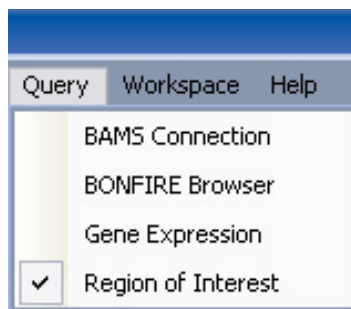 Query Workspace Help
BAMS Connection
BONFIRE Browser
Gene Expression
Region of Interest